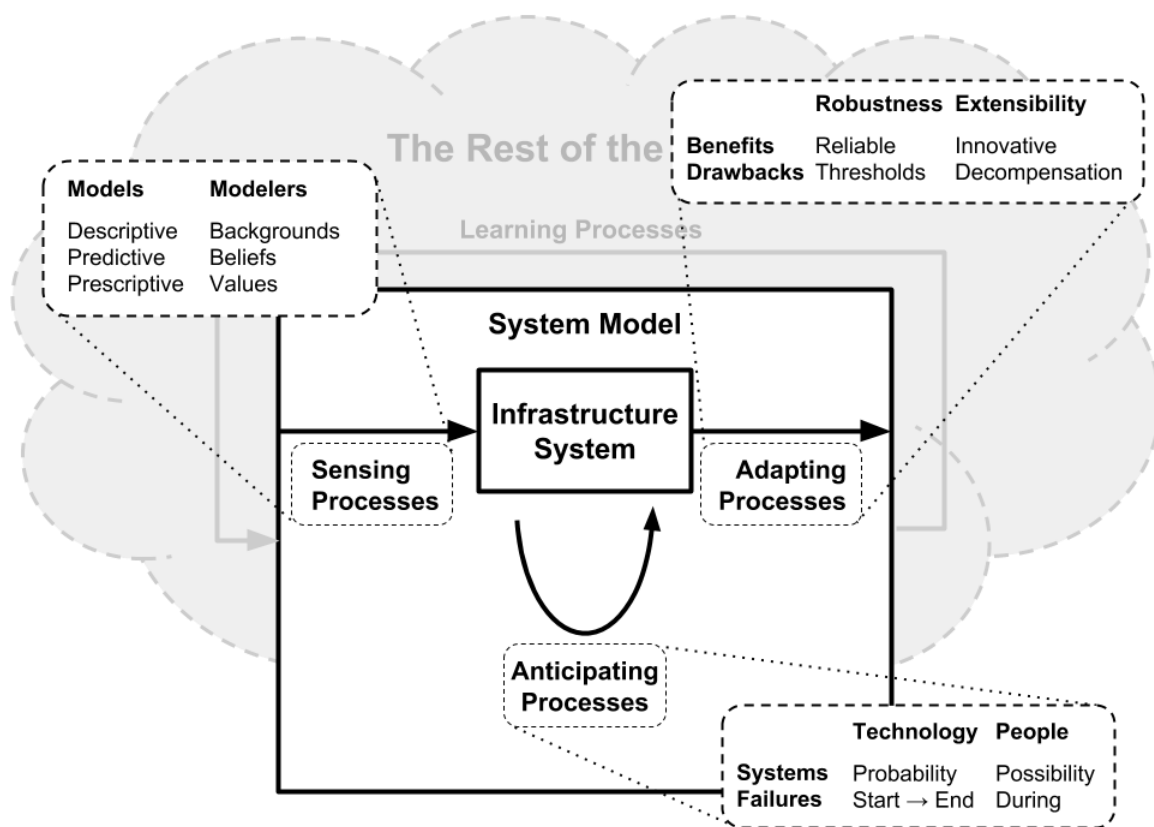 Robustness Extensibility
Benefits Reliable Innovative
Drawbacks Thresholds Decompensation
The Rest of the
Models Modelers
Descriptive Backgrounds
Predictive Beliefs
Prescriptive Values
Learning Processes
System Model
Infrastructure
System
Sensing
Processes
Adapting
Processes
Anticipating
Processes
Technology People
Systems Probability Possibility
Failures Start → End During